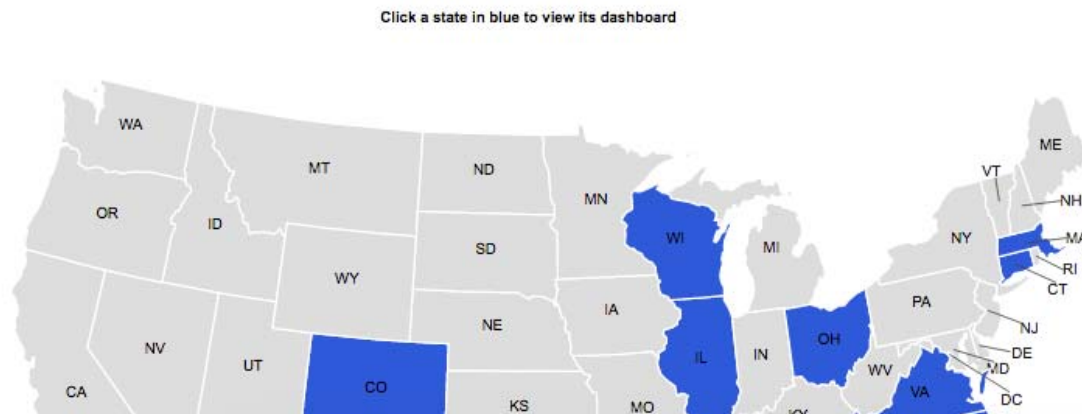 Click a state in blue to view its dashboard
WA
ME
MT
ND
VT
MN
NH
OR
ID
WI
NY
MA
SD
MI
RI
WY
CT
PA
IA
NE
NJ
OH
NV
IN
DE
IL
UT
WV
MD
CO
CA
VA
DC
KS
MO
KY